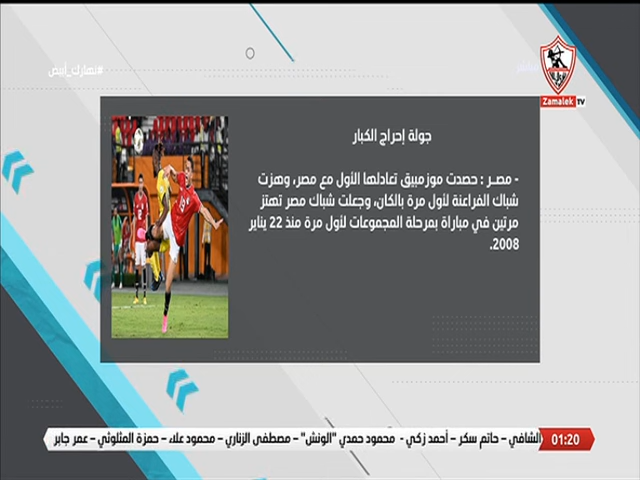 #نهارك_أبيض
Zamalek TV
جولة إحراج الكبار
- مصر : حصدت موزمبيق تعادلها الأول مع مصر، وهزت
شباك الفراعنة لأول مرة بالكان، وجعلت شباك مصر تهتز
مرتين في مباراة بمرحلة المجموعات لأول مرة منذ 22 يناير
2008.
01:20 الشافي – حاتم سكر – أحمد زكي - محمود حمدي "الونش" – مصطفى الزناري – محمود علاء – حمزة المثلوثي – عمر جابر